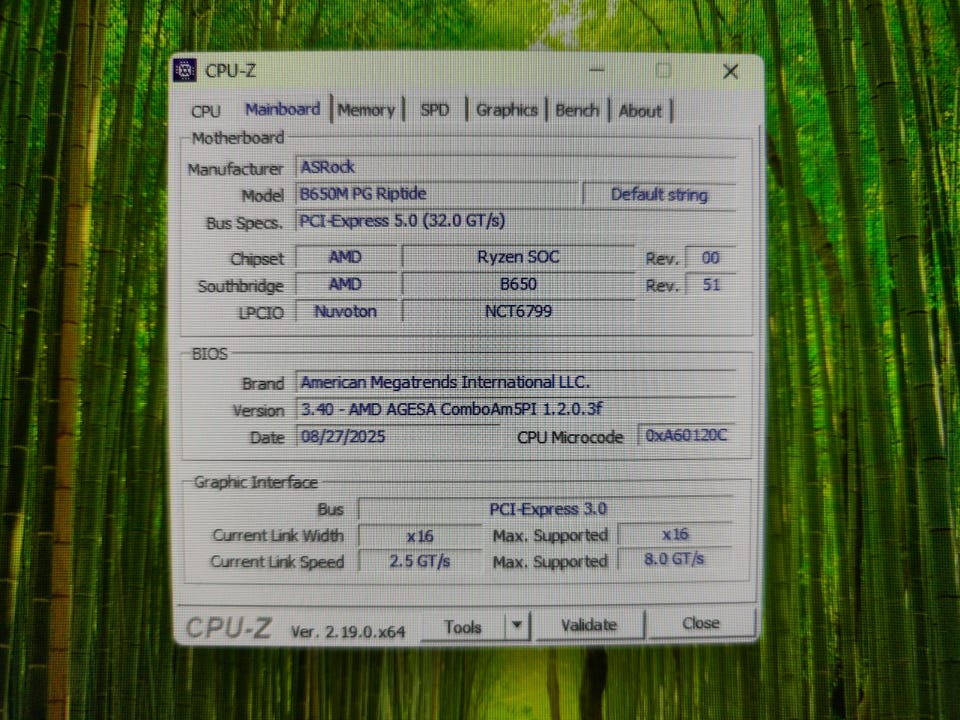 CPU-Z
CPU Mainboard Memory SPD Graphics Bench About
Motherboard
Manufacturer ASRock
Model B650M PG Riptide Default string
Bus Specs. PCI-Express 5.0 (32.0 GT/s)
Chipset AMD Ryzen SOC Rev. 00
Southbridge AMD B650 Rev. 51
LPCIO Nuvoton NCT6799
BIOS
Brand American Megatrends International LLC.
Version 3.40 - AMD AGESA ComboAm5PI 1.2.0.3f
Date 08/27/2025 CPU Microcode 0xA60120C
Graphic Interface
Bus PCI-Express 3.0
Current Link Width x16 Max. Supported x16
Current Link Speed 2.5 GT/s Max. Supported 8.0 GT/s
CPU-Z Ver. 2.19.0.x64 Tools Validate Close